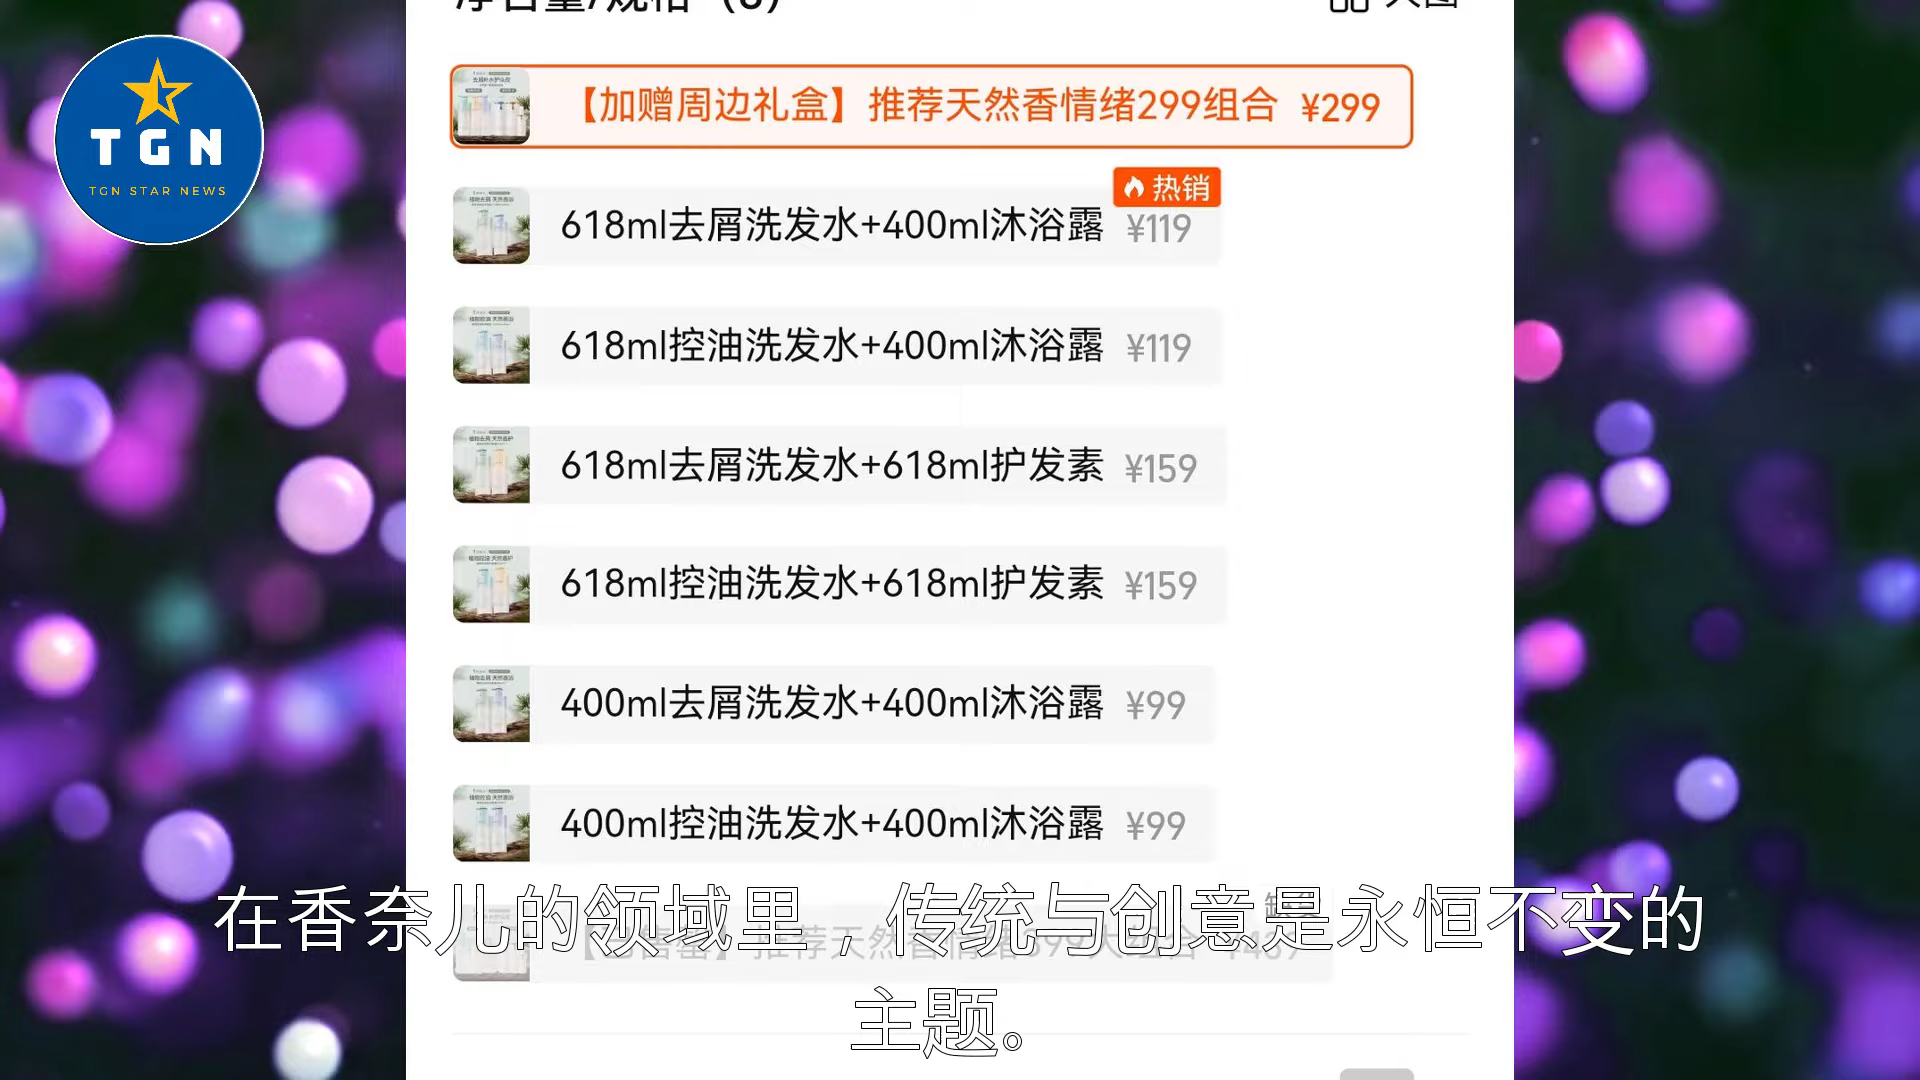 TGN
TGN STAR NEWS
【加赠周边礼盒】推荐天然香情绪299组合 ¥299
热销
618ml去屑洗发水+400ml沐浴露 ¥119
618ml控油洗发水+400ml沐浴露 ¥119
618ml去屑洗发水+618ml护发素 ¥159
618ml控油洗发水+618ml护发素 ¥159
400ml去屑洗发水+400ml沐浴露 ¥99
400ml控油洗发水+400ml沐浴露 ¥99
在香奈儿的领域里，传统与创意是永恒不变的
主题。